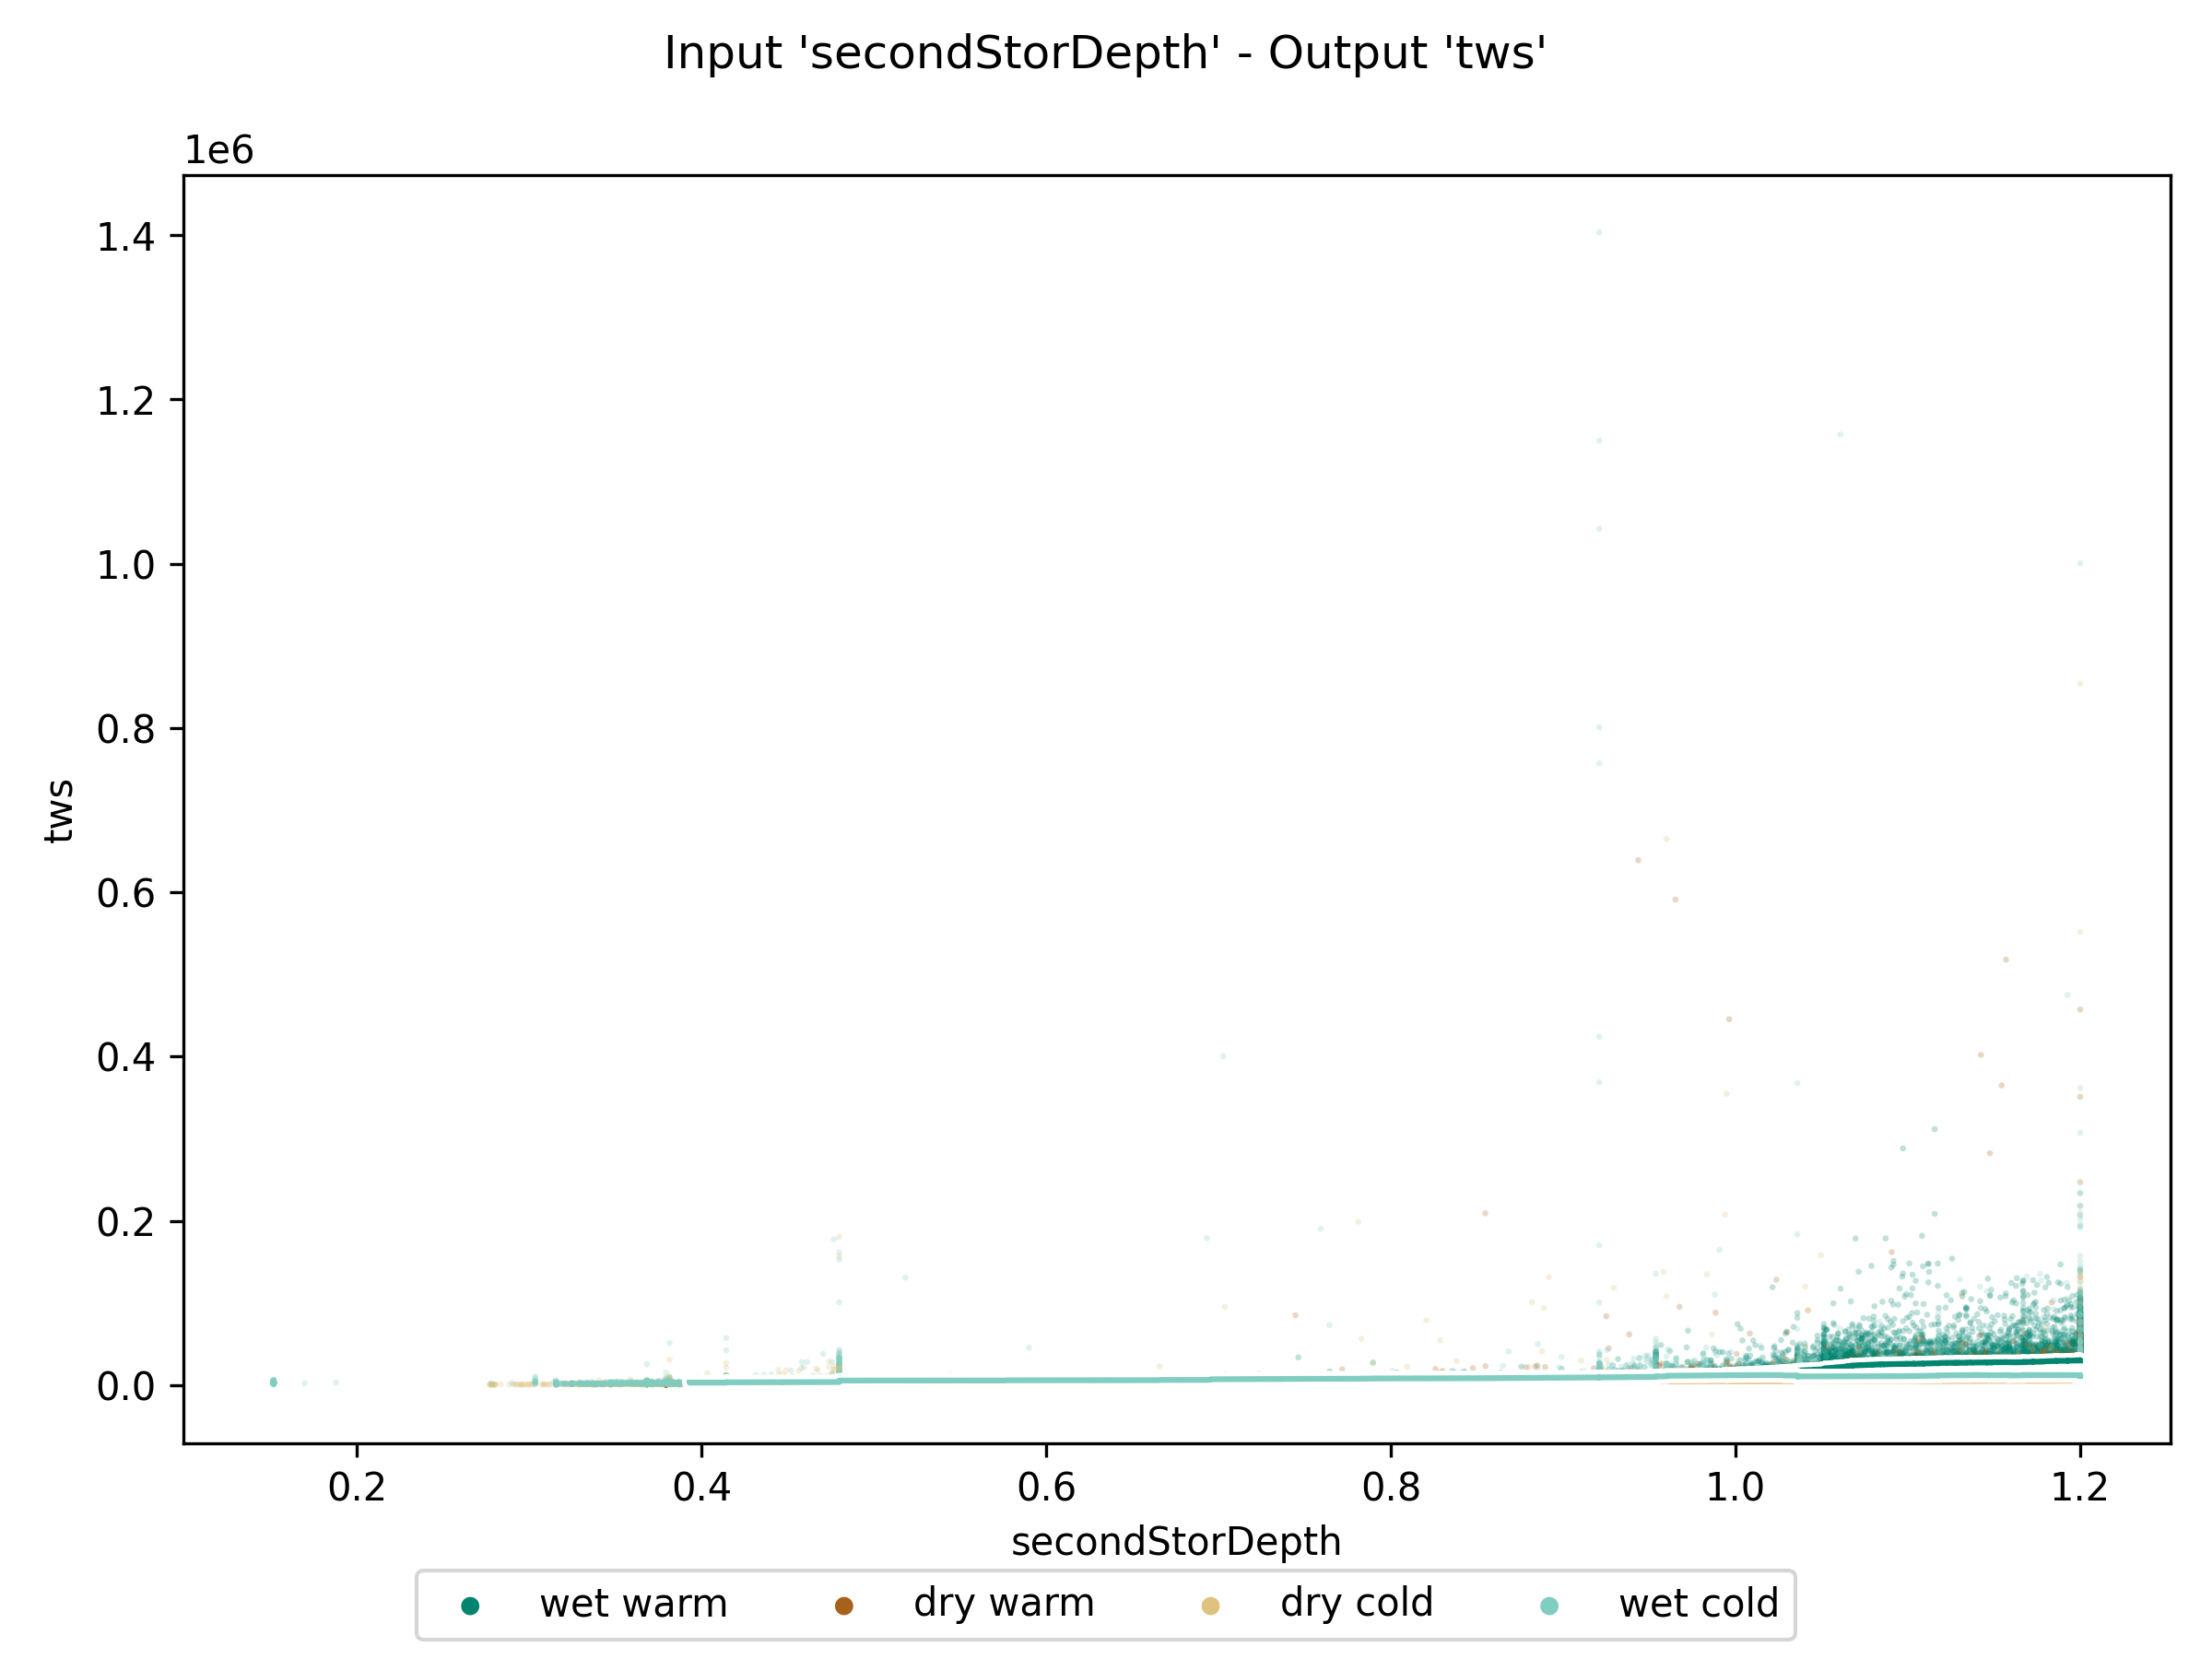 Input 'secondStorDepth' - Output 'tws'
1e6
1.4
1.2
1.0
0.8
0.6
0.4
0.2
0.0
tws
0.2 0.4 0.6 0.8 1.0 1.2
secondStorDepth
wet warm dry warm dry cold wet cold